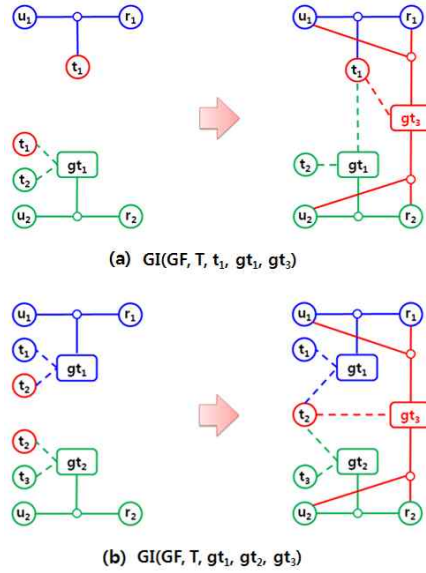 u₁ r₁ u₁ r₁
t₁ t₁
t₁ gt₃
t₂ gt₁ t₂ gt₁
u₂ r₂ u₂ r₂
(a) GI(GF, T, t₁, gt₁, gt₃)
u₁ r₁ u₁ r₁
t₁ t₁
gt₁ gt₁
t₂
t₂ t₂ gt₃
gt₂ gt₂
t₃ t₃
u₂ r₂ u₂ r₂
(b) GI(GF, T, gt₁, gt₂, gt₃)